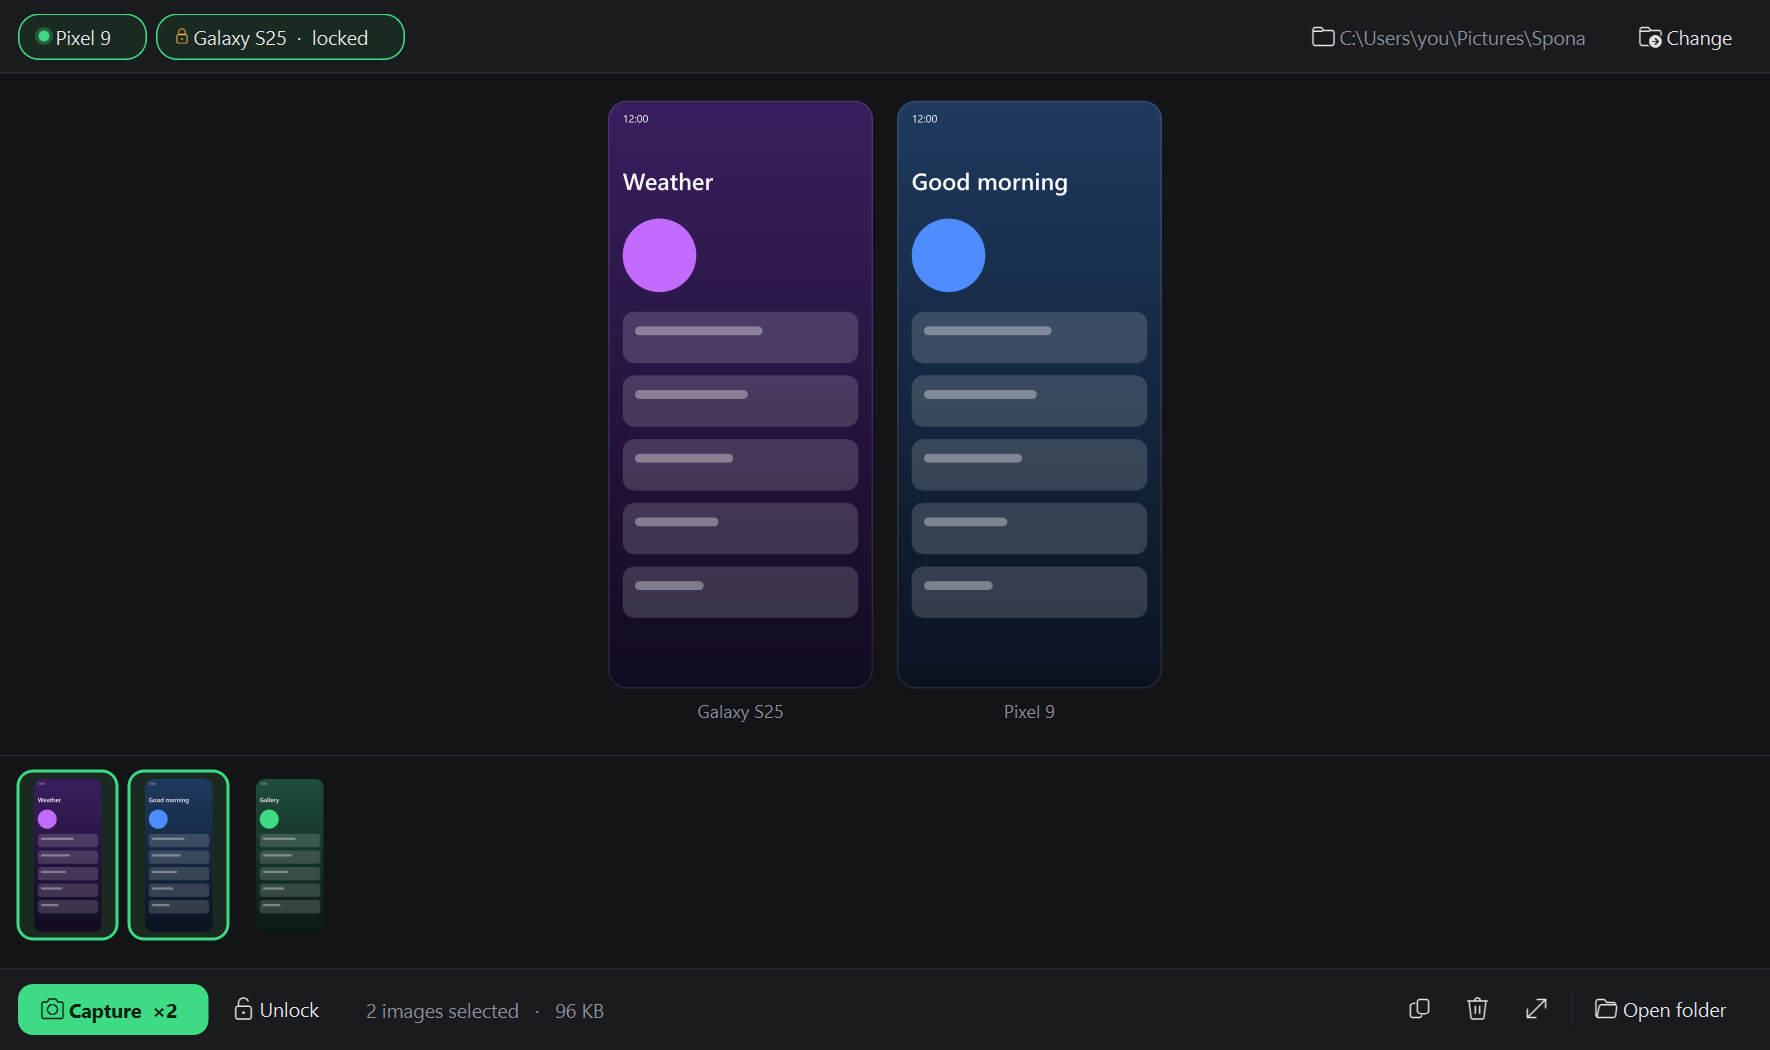 Pixel 9
Galaxy S25 · locked
C:\Users\you\Pictures\Spona
Change
12:00
Weather
Galaxy S25
12:00
Good morning
Pixel 9
Weather
Good morning
Gallery
Capture ×2
Unlock
2 images selected · 96 KB
Open folder